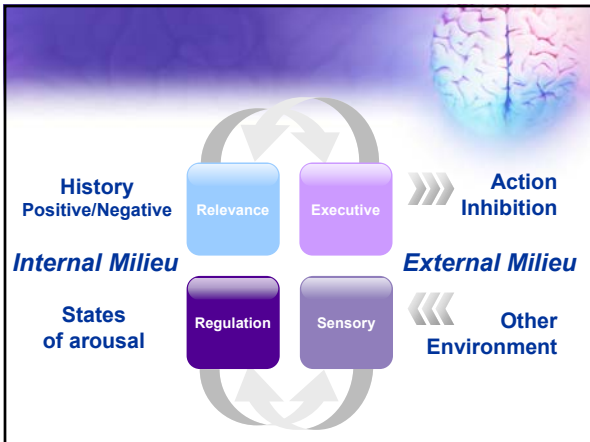 History
Positive/Negative
Relevance
Executive
Action
Inhibition
Internal Milieu
External Milieu
States
of arousal
Regulation
Sensory
Other
Environment